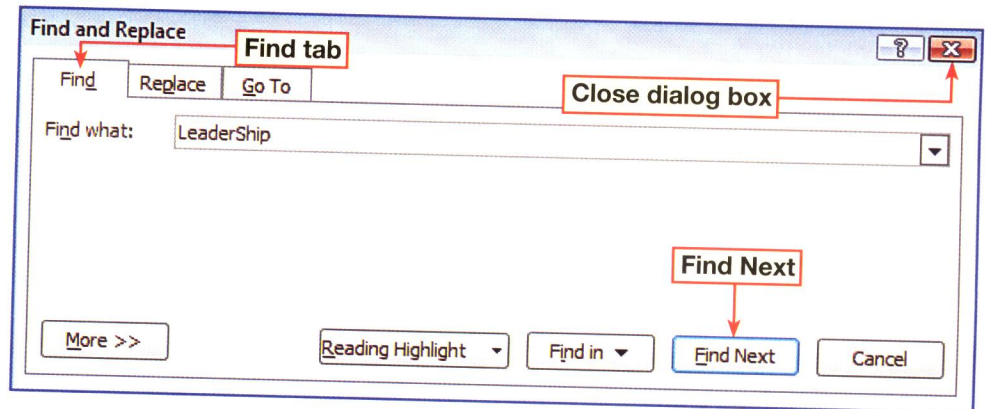 Find and Replace
Find tab
?
X
Find Replace Go To
Close dialog box
Find what: LeaderShip
Find Next
More >> Reading Highlight Find in Find Next Cancel